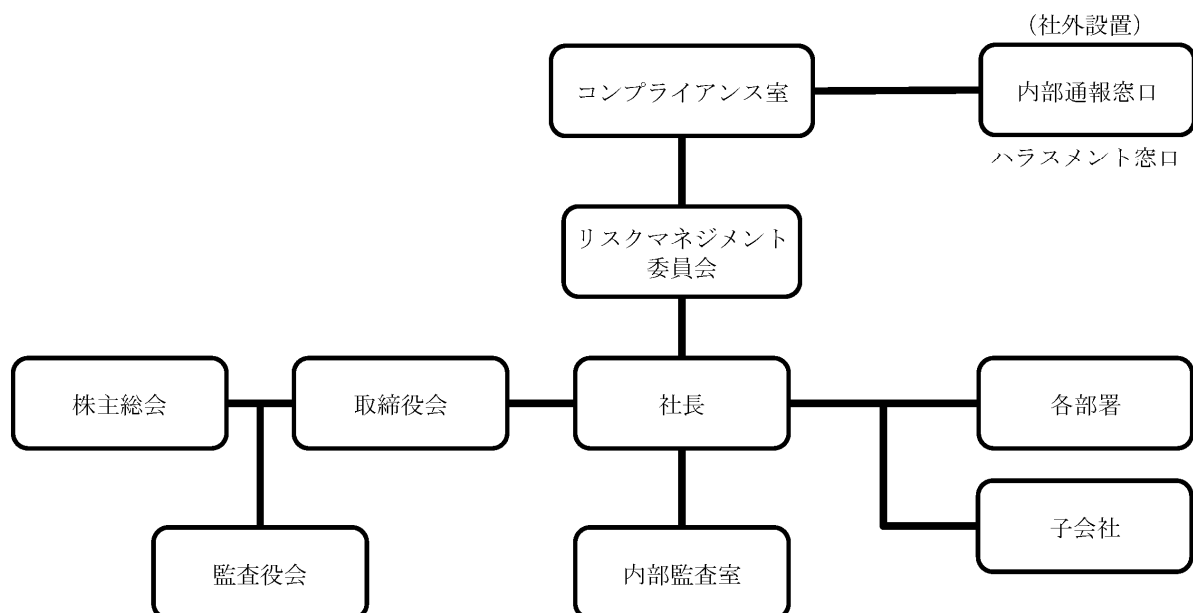 （社外設置）
コンプライアンス室
内部通報窓口
ハラスメント窓口
リスクマネジメント
委員会
株主総会
取締役会
社長
各部署
監査役会
内部監査室
子会社